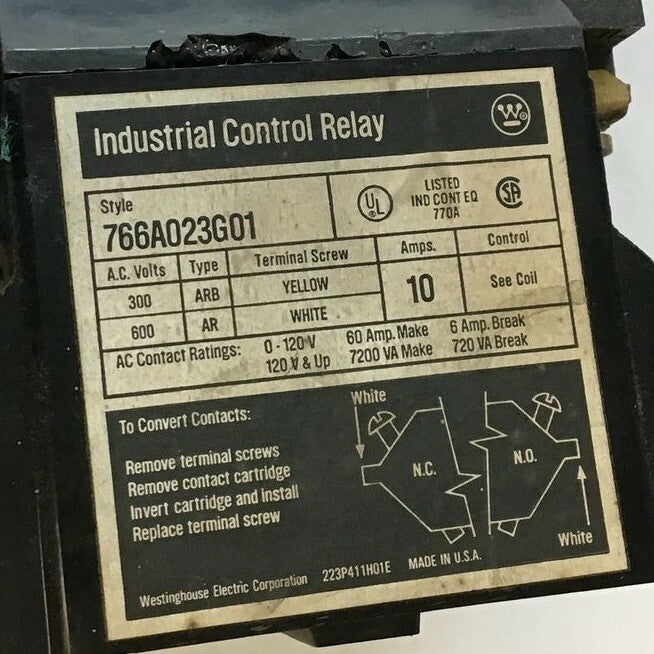 Industrial Control Relay
W
Style
766A023G01
UL
LISTED
IND CONT EQ
770A
SA
A.C. Volts Type Terminal Screw Amps. Control
300 ARB YELLOW 10 See Coil
600 AR WHITE
AC Contact Ratings: 0-120 V 60 Amp. Make 6 Amp. Break
120 V & Up 7200 VA Make 720 VA Break
To Convert Contacts:
Remove terminal screws
Remove contact cartridge
Invert cartridge and install
Replace terminal screw
White
N.C.
N.O.
White
Westinghouse Electric Corporation 223P411H01E MADE IN U.S.A.